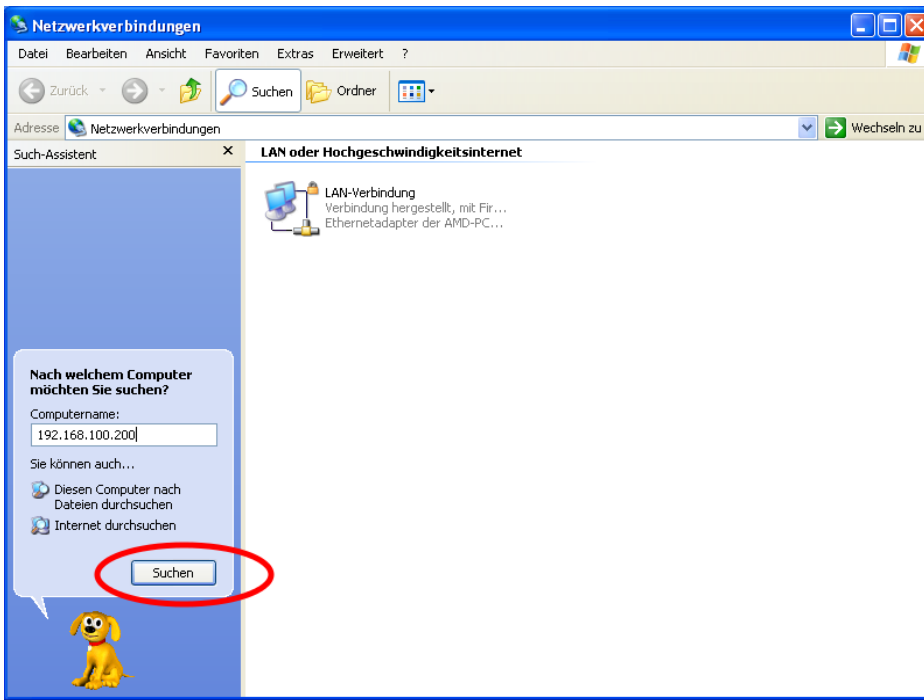 Netzwerkverbindungen
Datei Bearbeiten Ansicht Favoriten Extras Erweitert ?
Zurück Suchen Ordner
Adresse Netzwerkverbindungen Wechseln zu
Such-Assistent
LAN oder Hochgeschwindigkeitsinternet
LAN-Verbindung
Verbindung hergestellt, mit Fir...
Ethernetadapter der AMD-PC...
Nach welchem Computer
möchten Sie suchen?
Computername:
192.168.100.200
Sie können auch...
Diesen Computer nach
Dateien durchsuchen
Internet durchsuchen
Suchen